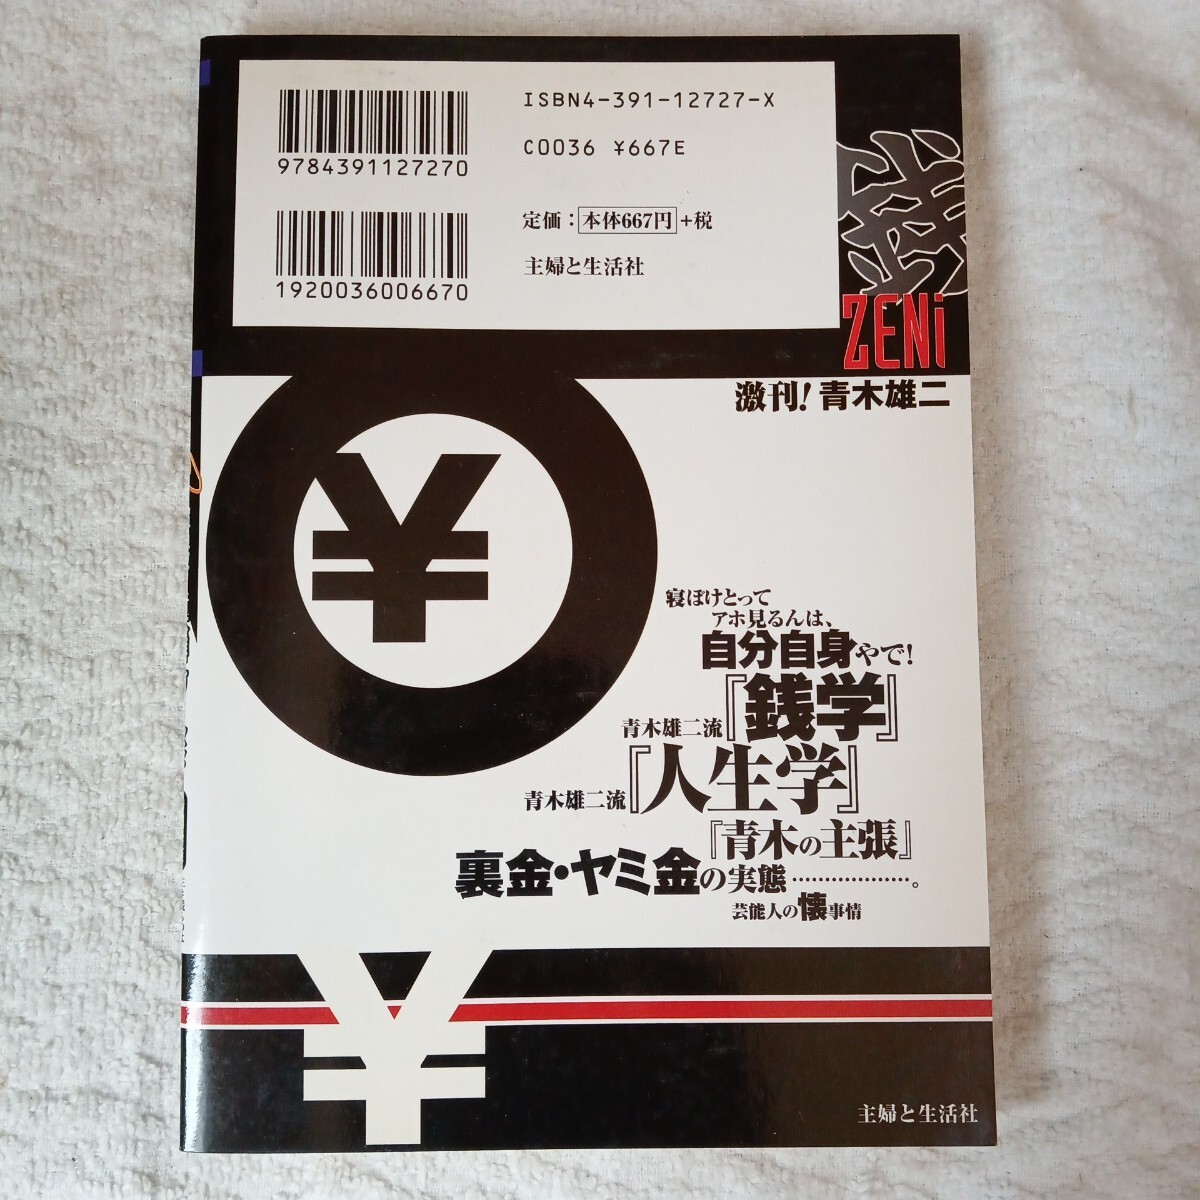 ISBN4-391-12727-X
C0036 ¥667E
9784391127270
定価：本体667円+税
主婦と生活社
1920036006670
銭
ZENi
激刊！青木雄二
¥
寝ぼけとって
アホ見るんは、
自分自身やで！
青木雄二流『銭学』
青木雄二流『人生学』
『青木の主張』
裏金・ヤミ金の実態………………。
芸能人の懐事情
¥
主婦と生活社